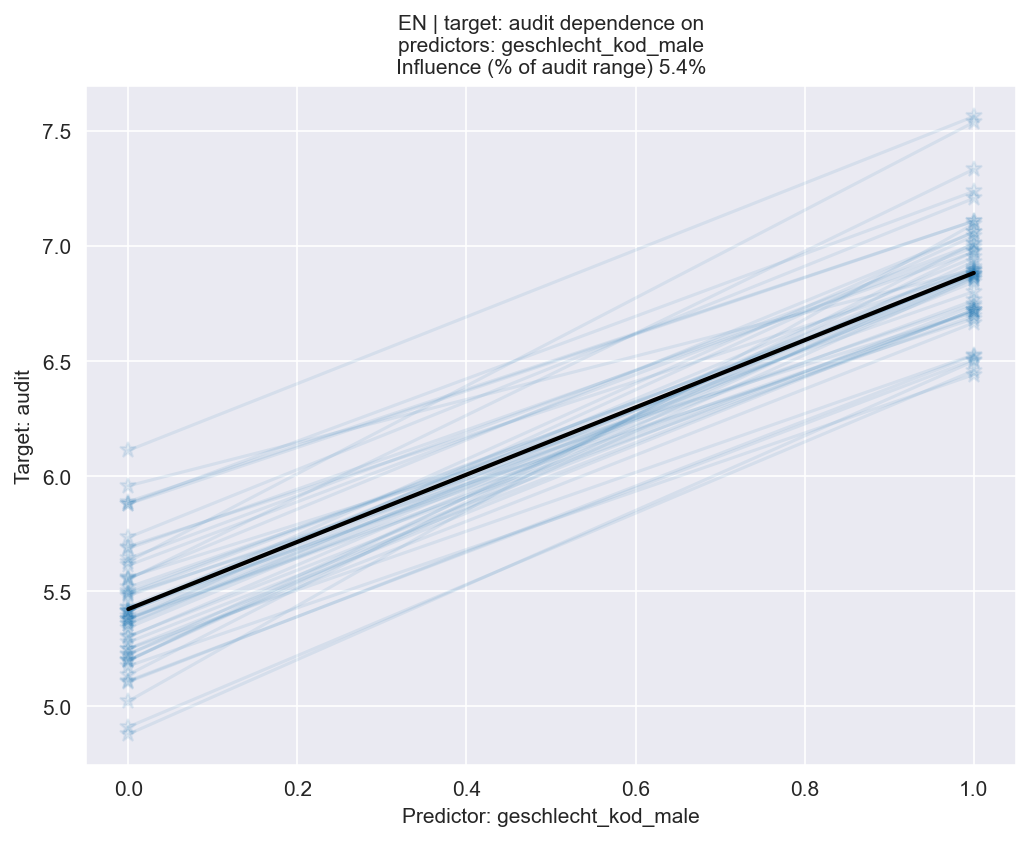 EN | target: audit dependence on
predictors: geschlecht_kod_male
Influence (% of audit range) 5.4%
7.5
7.0
6.5
6.0
5.5
5.0
Target: audit
0.0 0.2 0.4 0.6 0.8 1.0
Predictor: geschlecht_kod_male